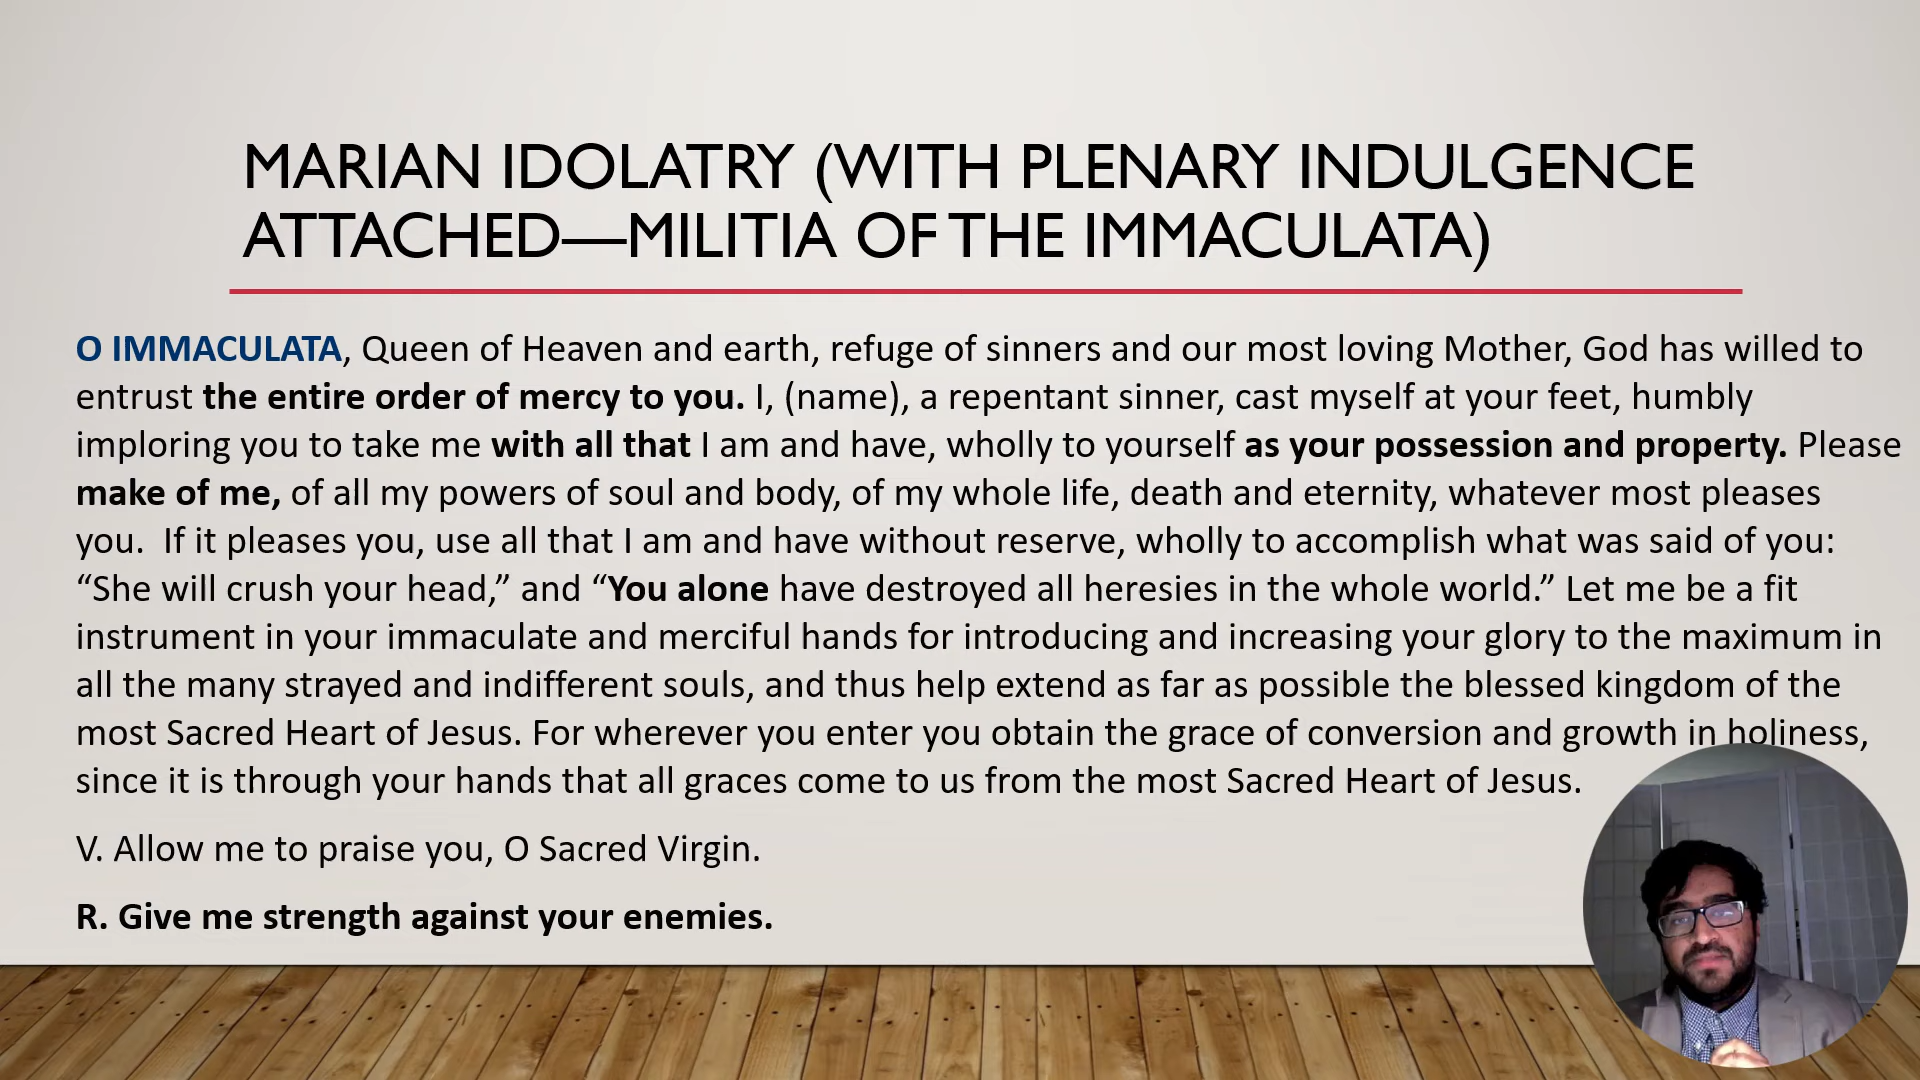 MARIAN IDOLATRY (WITH PLENARY INDULGENCE
ATTACHED—MILITIA OF THE IMMACULATA)
O IMMACULATA, Queen of Heaven and earth, refuge of sinners and our most loving Mother, God has willed to
entrust the entire order of mercy to you. I, (name), a repentant sinner, cast myself at your feet, humbly
imploring you to take me with all that I am and have, wholly to yourself as your possession and property. Please
make of me, of all my powers of soul and body, of my whole life, death and eternity, whatever most pleases
you.  If it pleases you, use all that I am and have without reserve, wholly to accomplish what was said of you:
“She will crush your head,” and “You alone have destroyed all heresies in the whole world.” Let me be a fit
instrument in your immaculate and merciful hands for introducing and increasing your glory to the maximum in
all the many strayed and indifferent souls, and thus help extend as far as possible the blessed kingdom of the
most Sacred Heart of Jesus. For wherever you enter you obtain the grace of conversion and growth in holiness,
since it is through your hands that all graces come to us from the most Sacred Heart of Jesus.
V. Allow me to praise you, O Sacred Virgin.
R. Give me strength against your enemies.